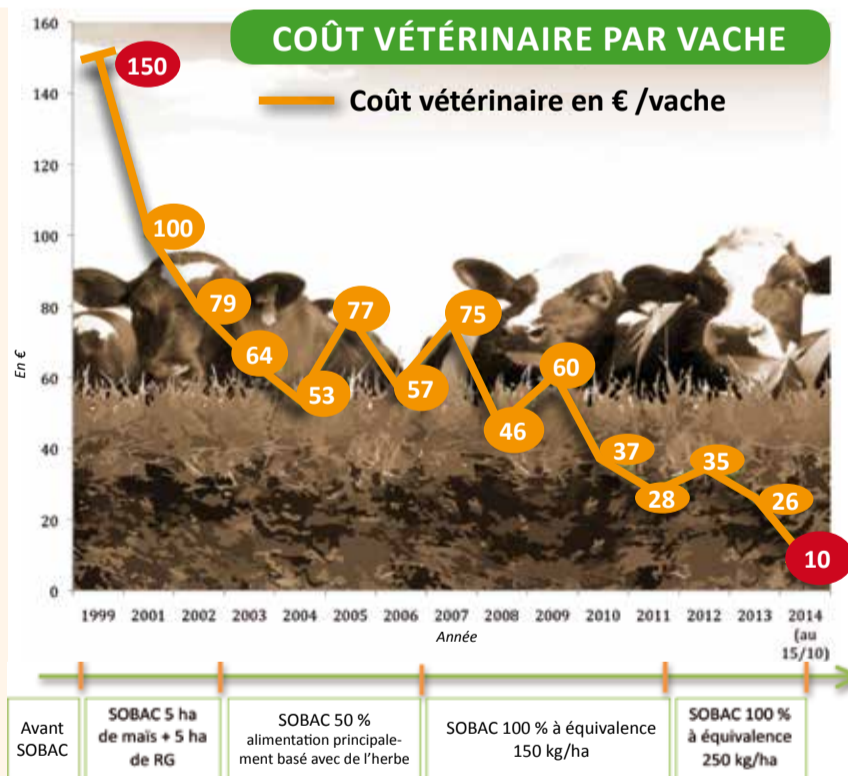 COÛT VÉTÉRINAIRE PAR VACHE
Coût vétérinaire en € /vache
160
140
120
100
80
60
40
20
0
En €
150
100
79
64
53
77
57
75
46
60
37
28
35
26
10
1999 2001 2002 2003 2004 2005 2006 2007 2008 2009 2010 2011 2012 2013 2014
(au
15/10)
Année
Avant
SOBAC
SOBAC 5 ha
de maïs + 5 ha
de RG
SOBAC 50 %
alimentation principale-
ment basé avec de l'herbe
SOBAC 100 % à équivalence
150 kg/ha
SOBAC 100 %
à équivalence
250 kg/ha